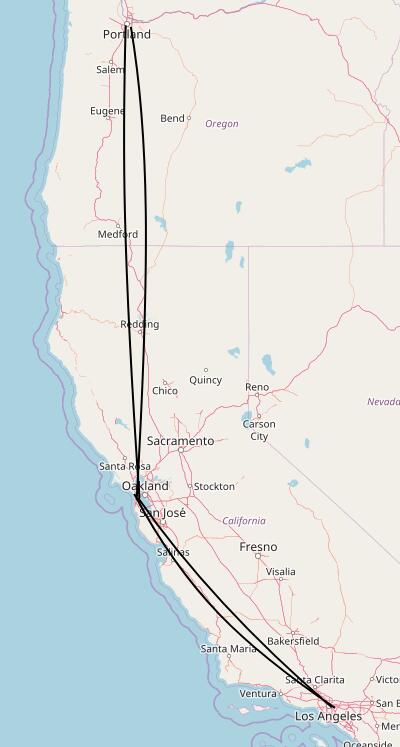 Portland
Salem
Eugene
Bend
Oregon
Medford
Redding
Quincy
Chico
Reno
Nevada
Carson
City
Sacramento
Santa Rosa
Oakland
Stockton
San José
California
Salinas
Fresno
Visalia
Bakersfield
Santa Maria
Santa Clarita
Victo
Ventura
San B
Los Angeles
Me
Oceanside